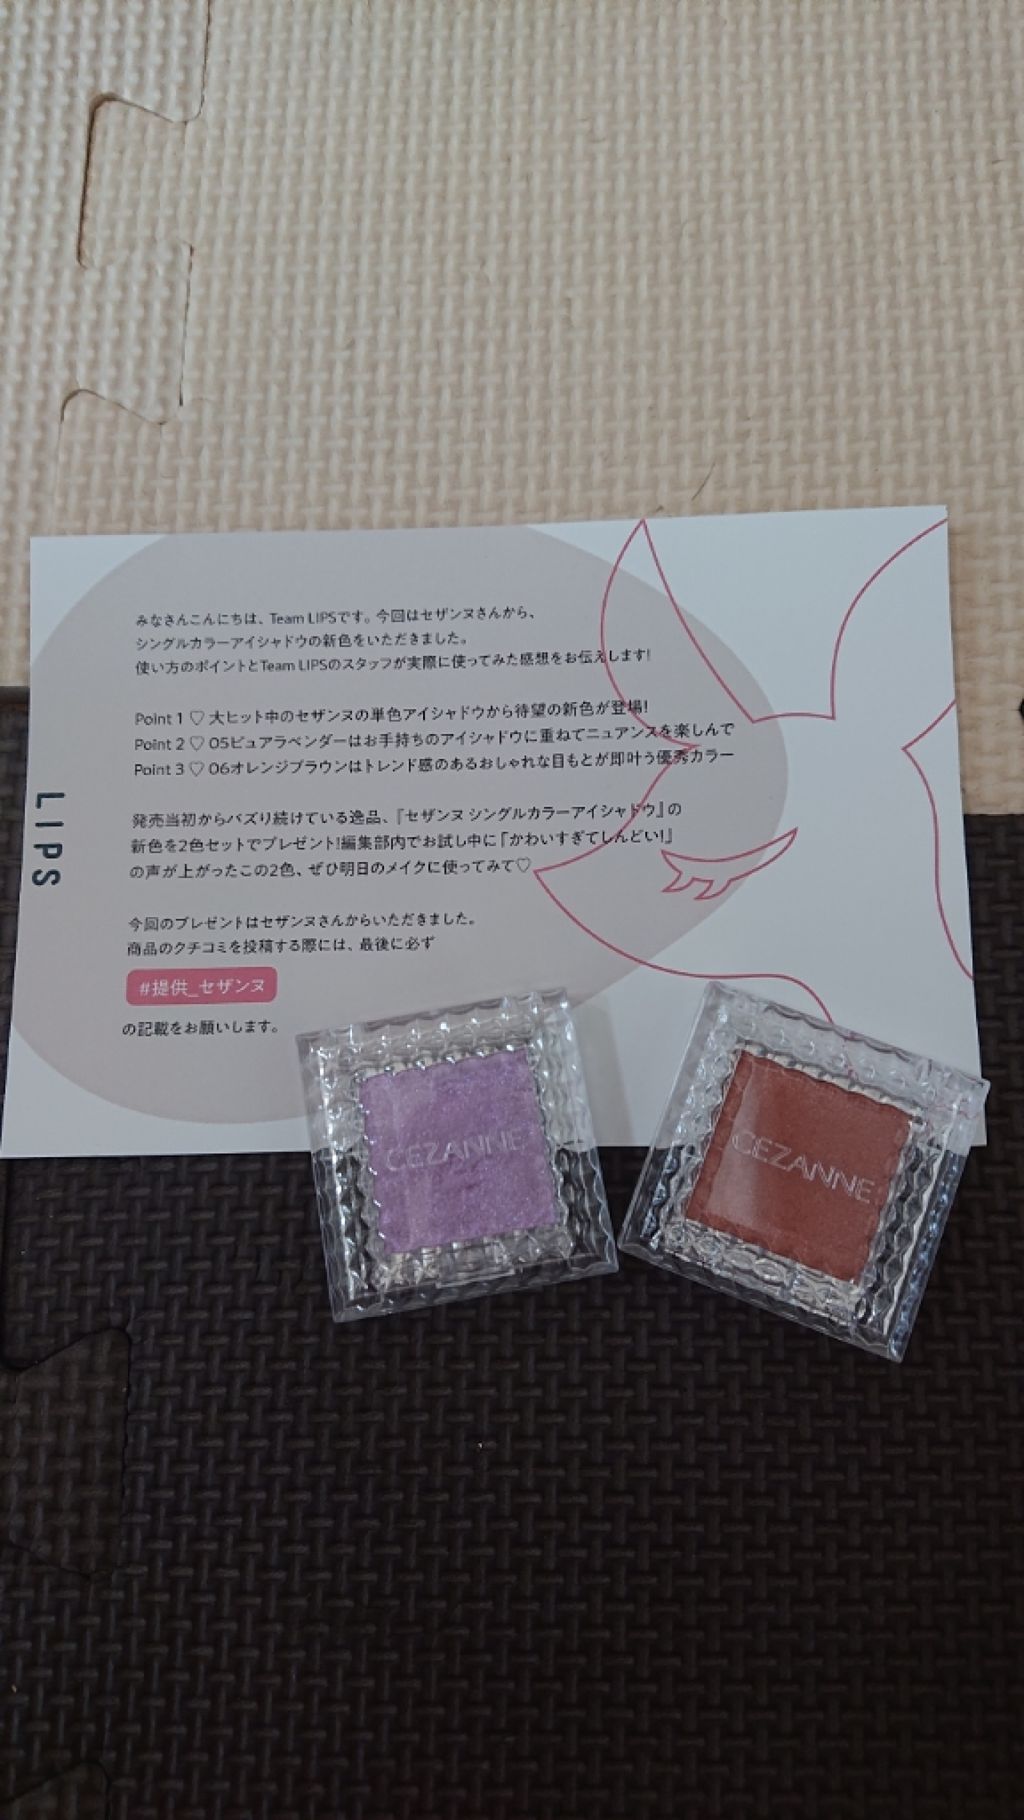 みなさんこんにちは、Team LIPSです。今回はセザンヌさんから、
シングルカラーアイシャドウの新色をいただきました。
使い方のポイントとTeam LIPSのスタッフが実際に使ってみた感想をお伝えします!
Point 1 ♡ 大ヒット中のセザンヌの単色アイシャドウから待望の新色が登場!
Point 2 ♡ 05ピュアラベンダーはお手持ちのアイシャドウに重ねてニュアンスを楽しんで
Point 3 ♡ 06オレンジブラウンはトレンド感のあるおしゃれな目もとが即叶う優秀カラー
発売当初からバズり続けている逸品、『セザンヌ シングルカラーアイシャドウ』の
新色を2色セットでプレゼント!編集部内でお試し中に「かわいすぎてしんどい!」
の声が上がったこの2色、ぜひ明日のメイクに使ってみて♡
今回のプレゼントはセザンヌさんからいただきました。
商品のクチコミを投稿する際には、最後に必ず
#提供_セザンヌ
の記載をお願いします。
LIPS
CEZANNE
CEZANNE